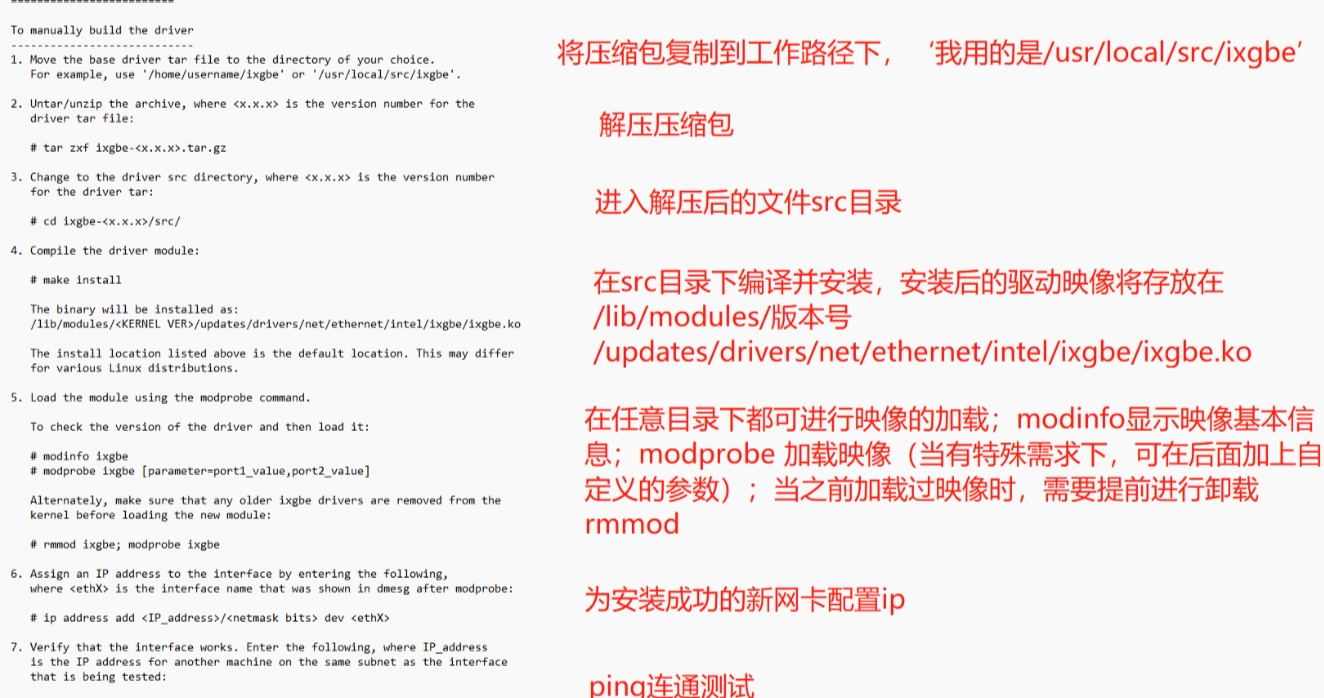 ===========================
To manually build the driver
----------------------------
1. Move the base driver tar file to the directory of your choice.
For example, use '/home/username/ixgbe' or '/usr/local/src/ixgbe'.
将压缩包复制到工作路径下，‘我用的是/usr/local/src/ixgbe’
2. Untar/unzip the archive, where <x.x.x> is the version number for the
driver tar file:
解压压缩包
# tar zxf ixgbe-<x.x.x>.tar.gz
3. Change to the driver src directory, where <x.x.x> is the version number
for the driver tar:
进入解压后的文件src目录
# cd ixgbe-<x.x.x>/src/
4. Compile the driver module:
# make install
The binary will be installed as:
/lib/modules/<KERNEL VER>/updates/drivers/net/ethernet/intel/ixgbe/ixgbe.ko
The install location listed above is the default location. This may differ
for various Linux distributions.
在src目录下编译并安装，安装后的驱动映像将存放在
/lib/modules/版本号
/updates/drivers/net/ethernet/intel/ixgbe/ixgbe.ko
5. Load the module using the modprobe command.
To check the version of the driver and then load it:
# modinfo ixgbe
# modprobe ixgbe [parameter=port1_value,port2_value]
Alternately, make sure that any older ixgbe drivers are removed from the
kernel before loading the new module:
# rmmod ixgbe; modprobe ixgbe
在任意目录下都可进行映像的加载；modinfo显示映像基本信
息；modprobe 加载映像（当有特殊需求下，可在后面加上自
定义的参数）；当之前加载过映像时，需要提前进行卸载
rmmod
6. Assign an IP address to the interface by entering the following,
where <ethX> is the interface name that was shown in dmesg after modprobe:
为安装成功的新网卡配置ip
# ip address add <IP_address>/<netmask bits> dev <ethX>
7. Verify that the interface works. Enter the following, where IP_address
is the IP address for another machine on the same subnet as the interface
that is being tested:
ping连通测试